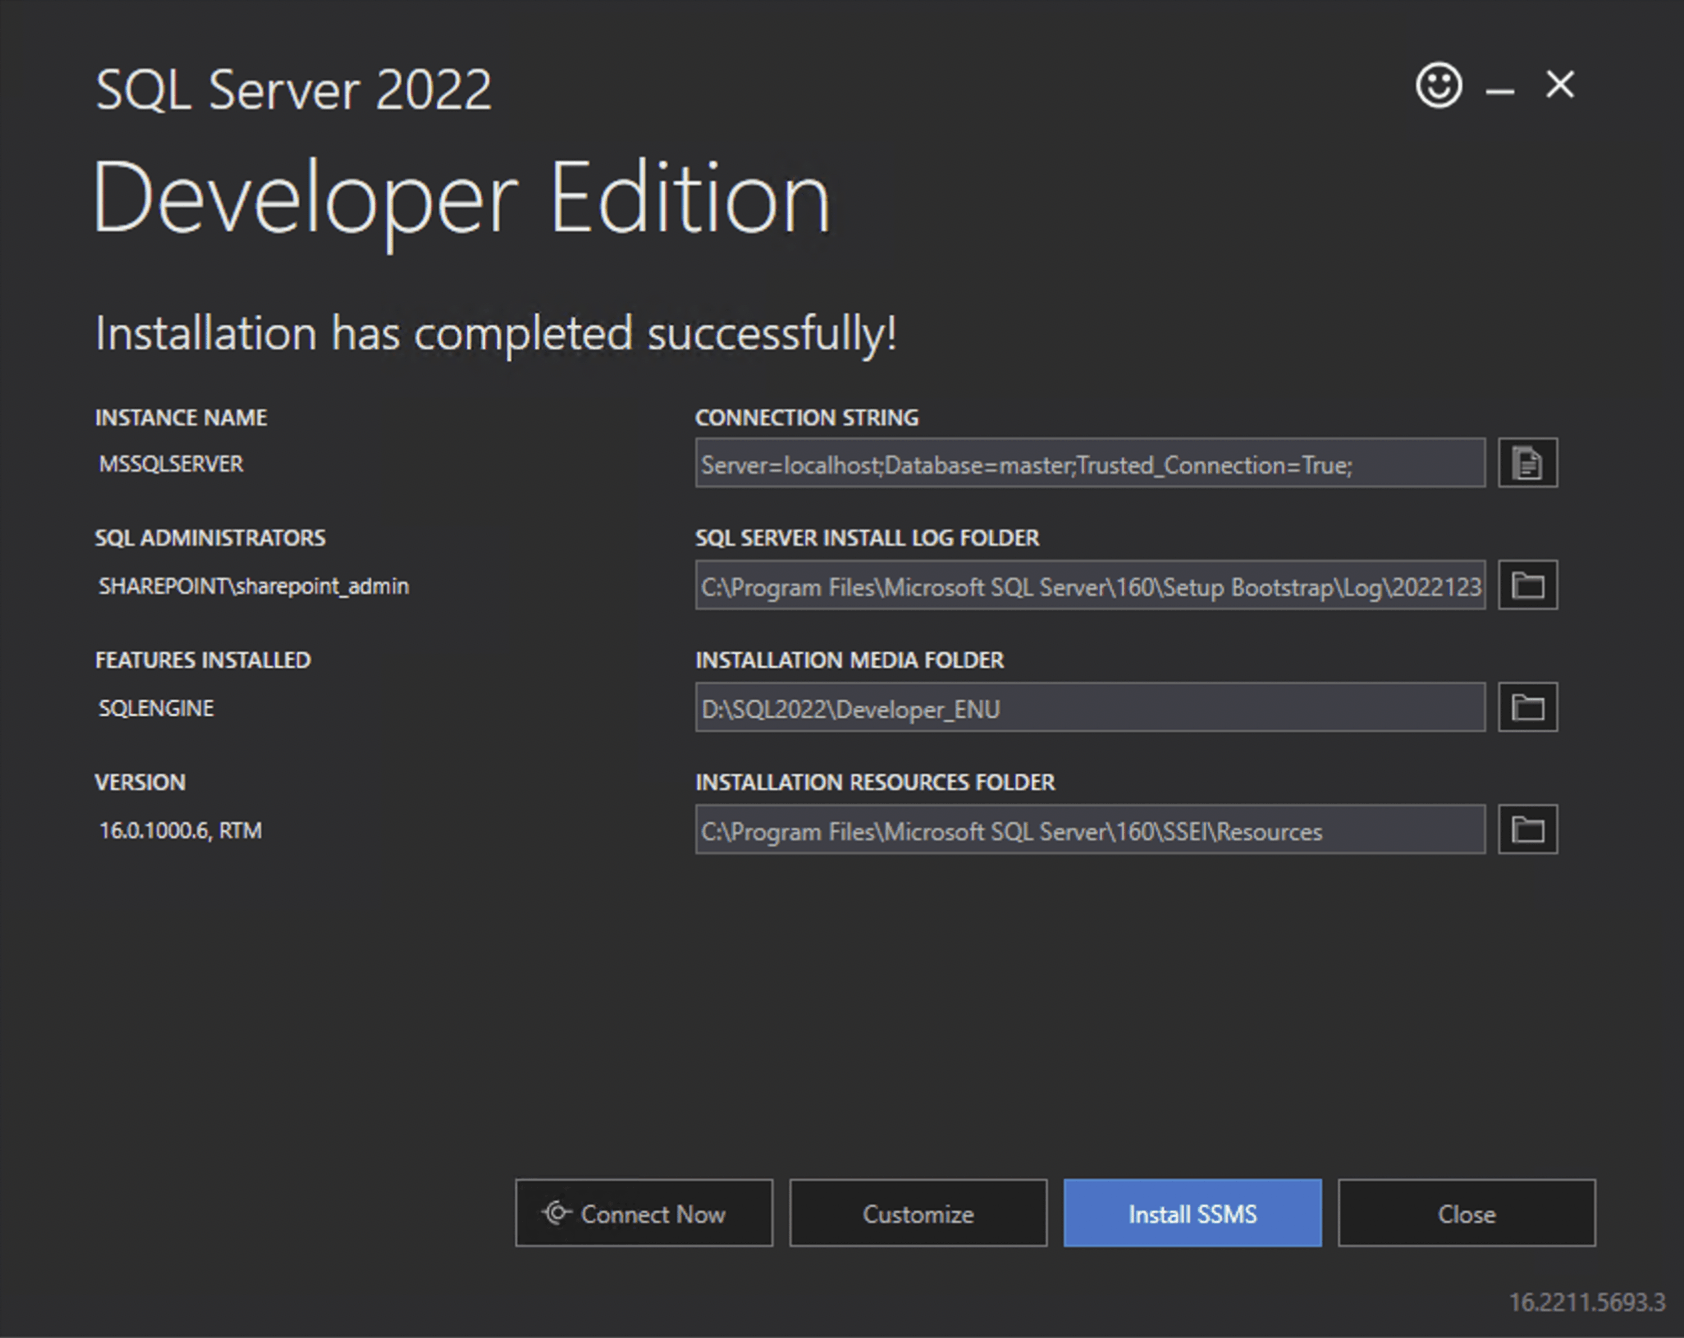 SQL Server 2022
Developer Edition
Installation has completed successfully!
INSTANCE NAME
MSSQLSERVER
CONNECTION STRING
Server=localhost;Database=master;Trusted_Connection=True;
SQL ADMINISTRATORS
SHAREPOINT\sharepoint_admin
SQL SERVER INSTALL LOG FOLDER
C:\Program Files\Microsoft SQL Server\160\Setup Bootstrap\Log\2022123
FEATURES INSTALLED
SQLENGINE
INSTALLATION MEDIA FOLDER
D:\SQL2022\Developer_ENU
VERSION
16.0.1000.6, RTM
INSTALLATION RESOURCES FOLDER
C:\Program Files\Microsoft SQL Server\160\SSEI\Resources
Connect Now
Customize
Install SSMS
Close
16.2211.5693.3